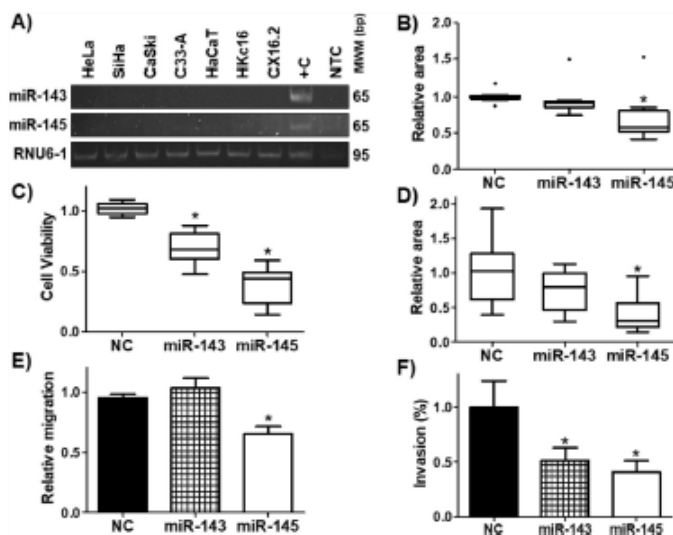 A)
HeLa SiHa CaSki C33-A HaCaT HKc16 CX16.2 +C NTC MWM (bp)
miR-143 65
miR-145 65
RNU6-1 95
B)
Relative area
1.5
1.0
0.5
0.0
*
NC miR-143 miR-145
C)
Cell Viability
1.0
0.5
0.0
* *
NC miR-143 miR-145
D)
Relative area
2.0
1.5
1.0
0.5
0.0
*
NC miR-143 miR-145
E)
Relative migration
1.0
0.5
0.0
*
NC miR-143 miR-145
F)
Invasion (%)
1.0
0.5
0.0
* *
NC miR-143 miR-145